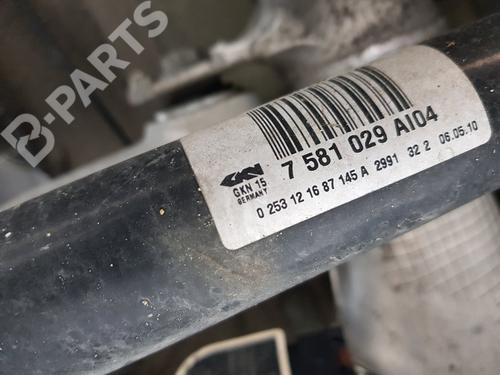 B-PARTS
GKN
GKN 15
GERMANY
7 581 029 AI04
0 253 12 16 87 145 A 2991 32 2 06.05.10